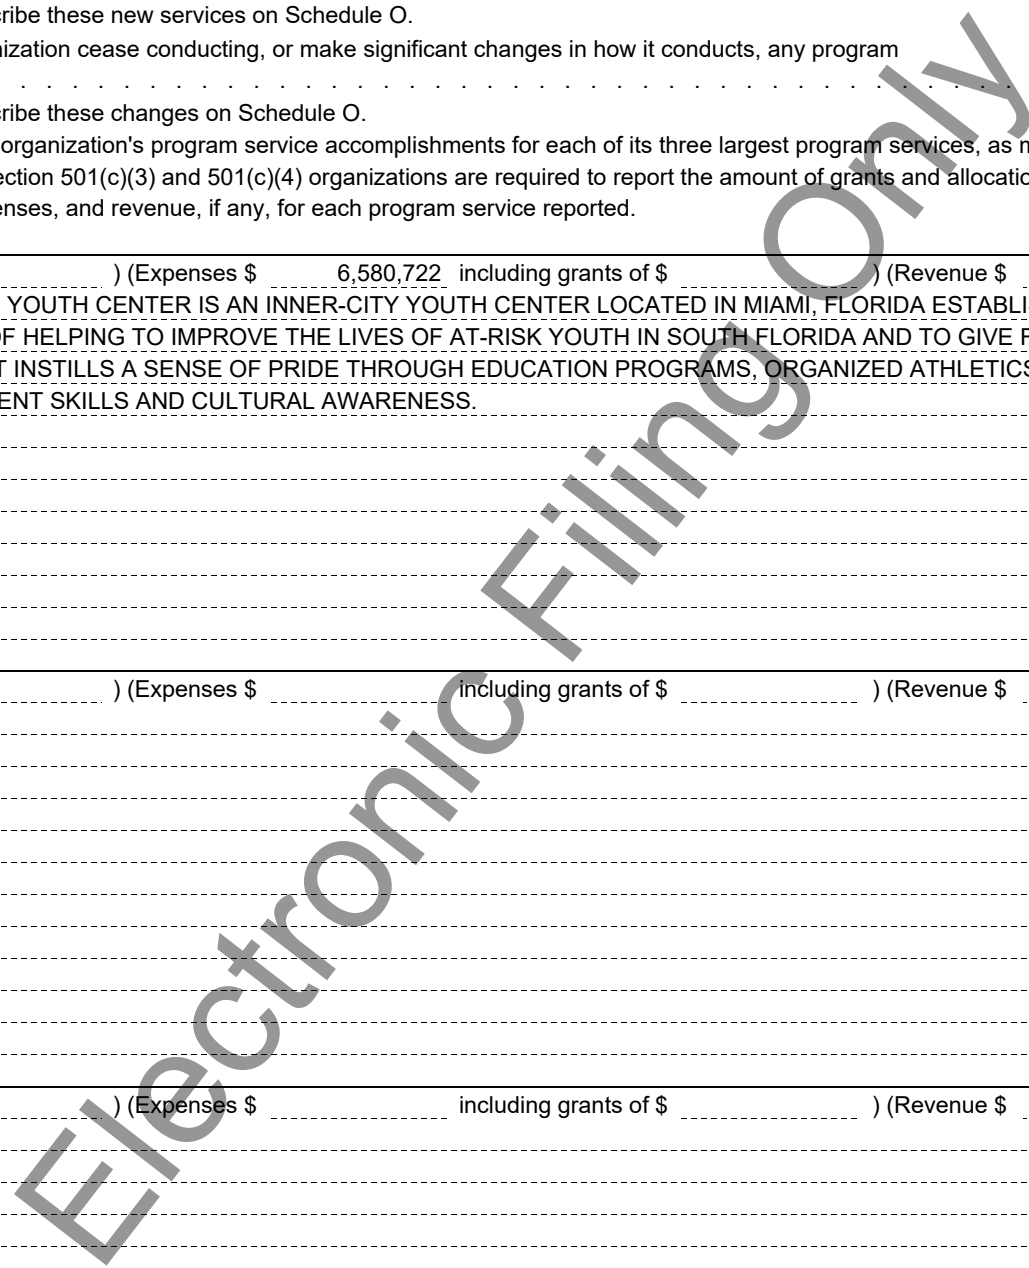 ribe these new services on Schedule O.
nization cease conducting, or make significant changes in how it conducts, any program
. . . . . . . . . . . . . . . . . . . . . . . . . . . . . . . . . . . . . . .
ribe these changes on Schedule O.
organization's program service accomplishments for each of its three largest program services, as m
ection 501(c)(3) and 501(c)(4) organizations are required to report the amount of grants and allocatio
enses, and revenue, if any, for each program service reported.
) (Expenses $ 6,580,722 including grants of $ ) (Revenue $
YOUTH CENTER IS AN INNER-CITY YOUTH CENTER LOCATED IN MIAMI, FLORIDA ESTABLI
OF HELPING TO IMPROVE THE LIVES OF AT-RISK YOUTH IN SOUTH FLORIDA AND TO GIVE
T INSTILLS A SENSE OF PRIDE THROUGH EDUCATION PROGRAMS, ORGANIZED ATHLETICS
ENT SKILLS AND CULTURAL AWARENESS.
) (Expenses $ including grants of $ ) (Revenue $
) (Expenses $ including grants of $ ) (Revenue $
Electronic Filing Only